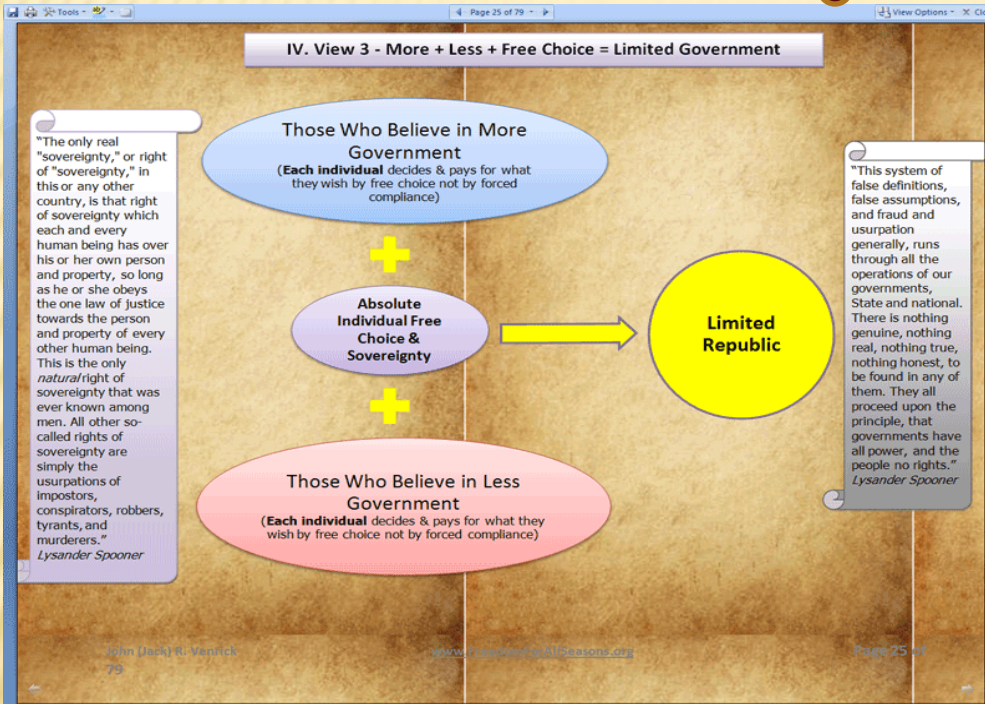 Tools
Page 25 of 79
View Options
IV. View 3 - More + Less + Free Choice = Limited Government
"The only real
"sovereignty," or right
of "sovereignty," in
this or any other
country, is that right
of sovereignty which
each and every
human being has over
his or her own person
and property, so long
as he or she obeys
the one law of justice
towards the person
and property of every
other human being.
This is the only
natural right of
sovereignty that was
ever known among
men. All other so-
called rights of
sovereignty are
simply the
usurpations of
impostors,
conspirators, robbers,
tyrants, and
murderers."
Lysander Spooner
Those Who Believe in More
Government
(Each individual decides & pays for what
they wish by free choice not by forced
compliance)
Absolute
Individual Free
Choice &
Sovereignty
Those Who Believe in Less
Government
(Each individual decides & pays for what they
wish by free choice not by forced compliance)
Limited
Republic
"This system of
false definitions,
false assumptions,
and fraud and
usurpation
generally, runs
through all the
operations of our
governments,
State and national.
There is nothing
genuine, nothing
real, nothing true,
nothing honest, to
be found in any of
them. They all
proceed upon the
principle, that
governments have
all power, and the
people no rights."
Lysander Spooner
John (Jack) R. Venrick
79
Page 25 of